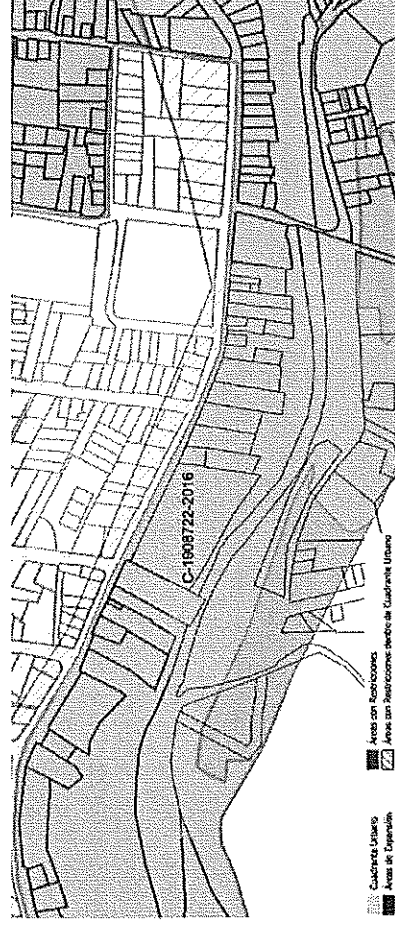 C-1908722-2016
Cuadrante Urbano
Áreas de Expansión
Áreas con Restricciones
Áreas con Restricciones dentro de Cuadrante Urbano